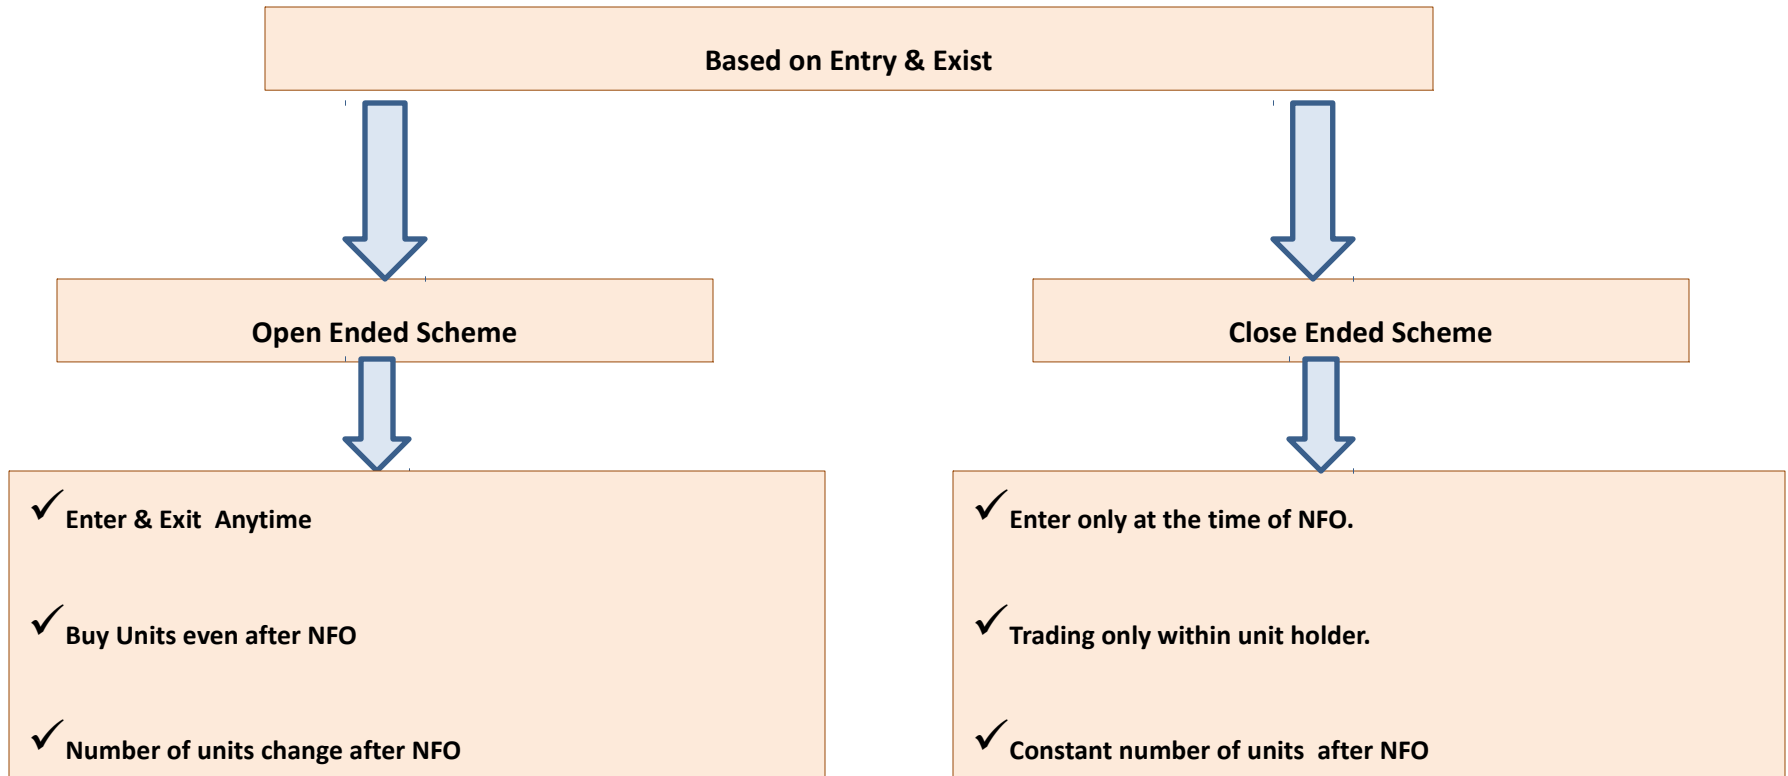 Based on Entry & Exist
Open Ended Scheme
Close Ended Scheme
✓Enter & Exit  Anytime
✓Buy Units even after NFO
✓Number of units change after NFO
✓Enter only at the time of NFO.
✓Trading only within unit holder.
✓Constant number of units  after NFO